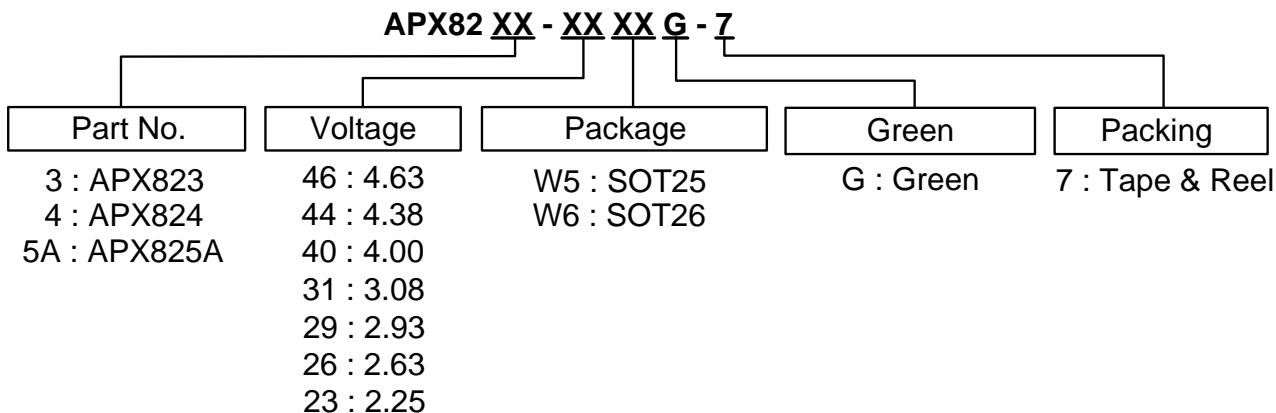 APX82 XX - XX XX G - 7
Part No.
3 : APX823
4 : APX824
5A : APX825A
Voltage
46 : 4.63
44 : 4.38
40 : 4.00
31 : 3.08
29 : 2.93
26 : 2.63
23 : 2.25
Package
W5 : SOT25
W6 : SOT26
Green
G : Green
Packing
7 : Tape & Reel